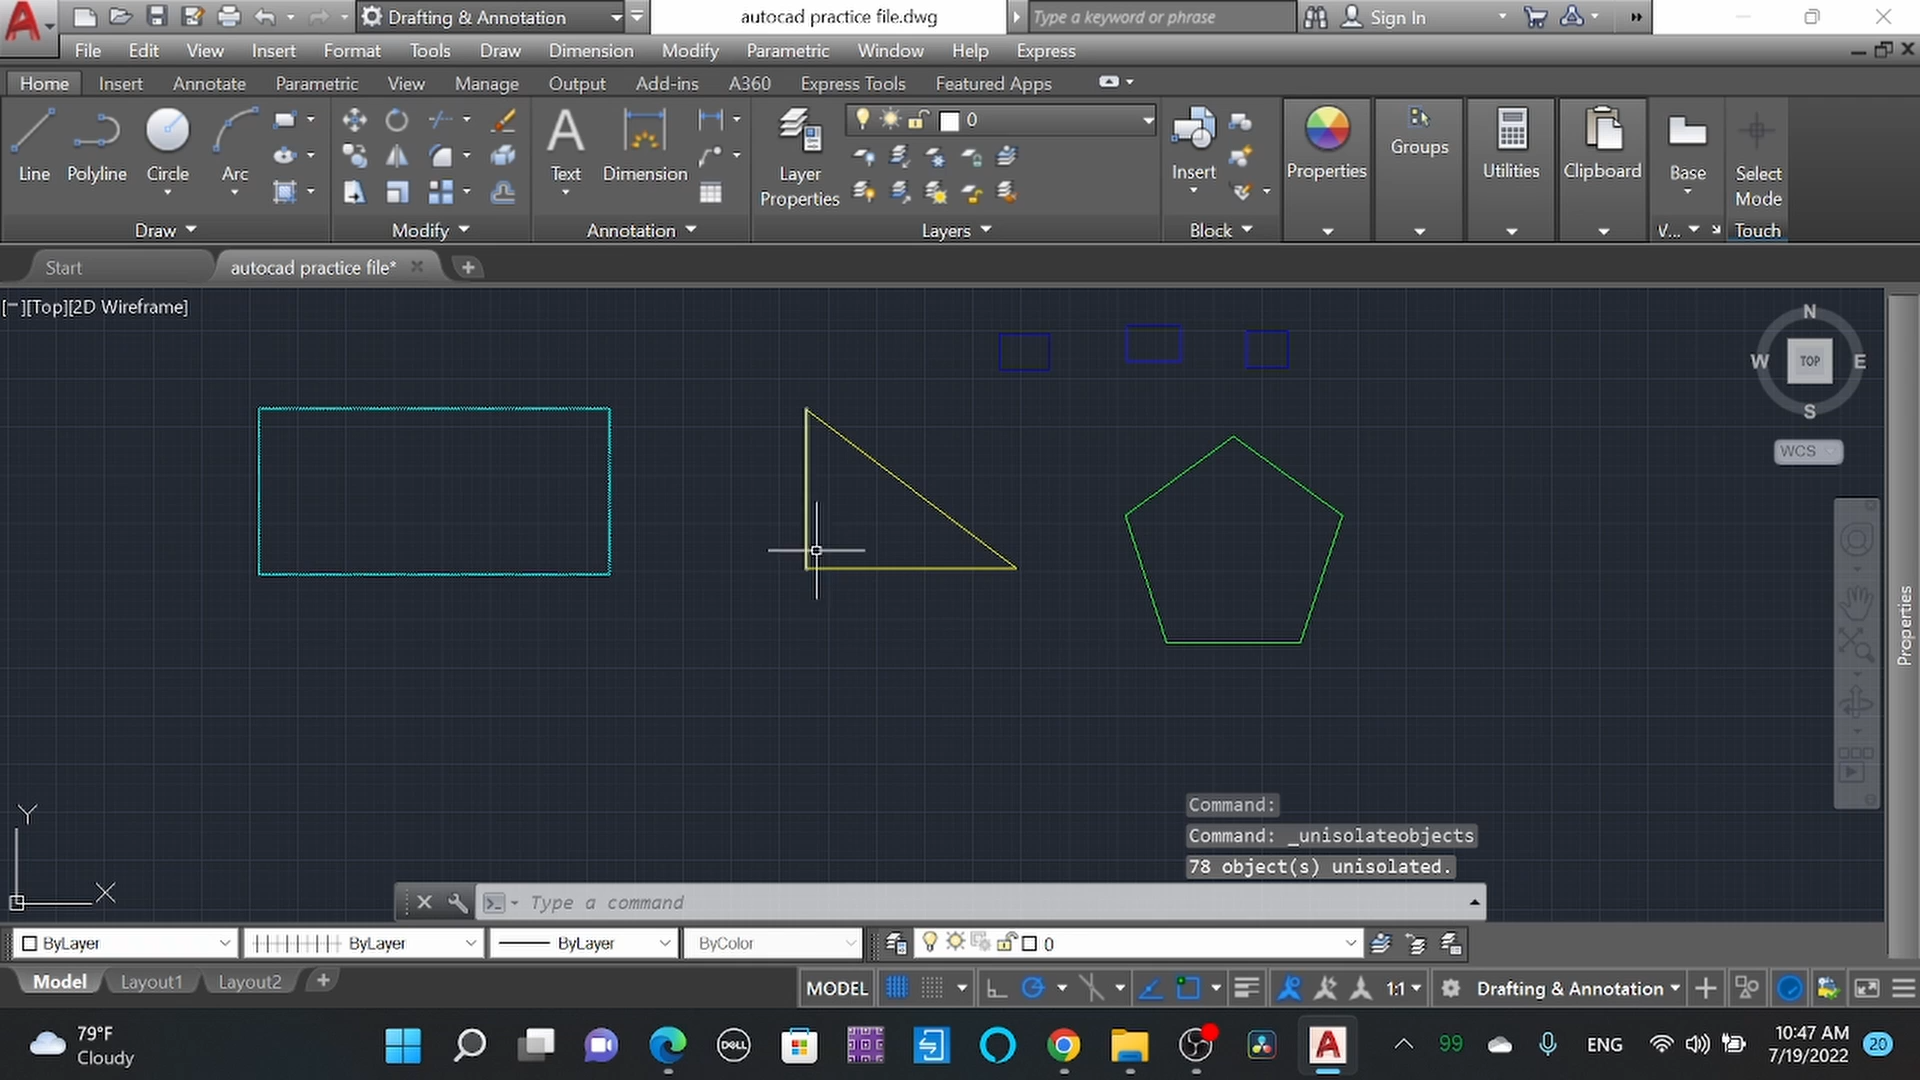 Drafting & Annotation
autocad practice file.dwg
Type a keyword or phrase
Sign In
File Edit View Insert Format Tools Draw Dimension Modify Parametric Window Help Express
Home Insert Annotate Parametric View Manage Output Add-ins A360 Express Tools Featured Apps
0
Line Polyline Circle Arc
Text Dimension
Layer Properties
Insert
Properties
Groups
Utilities
Clipboard
Base
Select Mode
Draw Modify Annotation Layers Block V... Touch
Start autocad practice file*
[−][Top][2D Wireframe]
N
W TOP E
S
WCS
Properties
Y
X
Command:
Command: _unisolateobjects
78 object(s) unisolated.
Type a command
ByLayer ByLayer ByLayer ByColor 0
Model Layout1 Layout2
MODEL 1:1 Drafting & Annotation
79°F
Cloudy
DELL
99
ENG
10:47 AM
7/19/2022
20